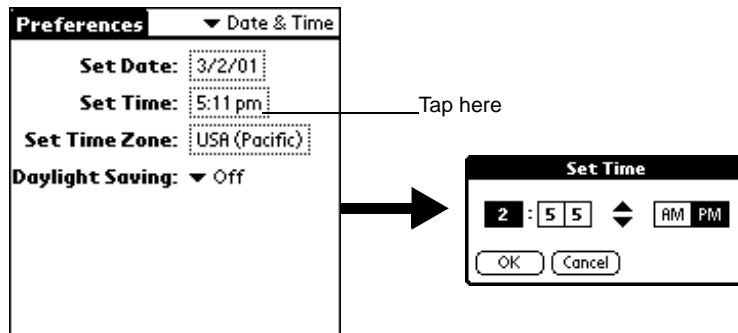 Preferences ▼ Date & Time
Set Date: 3/2/01
Set Time: 5:11 pm
Tap here
Set Time Zone: USA (Pacific)
Daylight Saving: ▼ Off
Set Time
2 : 5 5 AM PM
OK Cancel